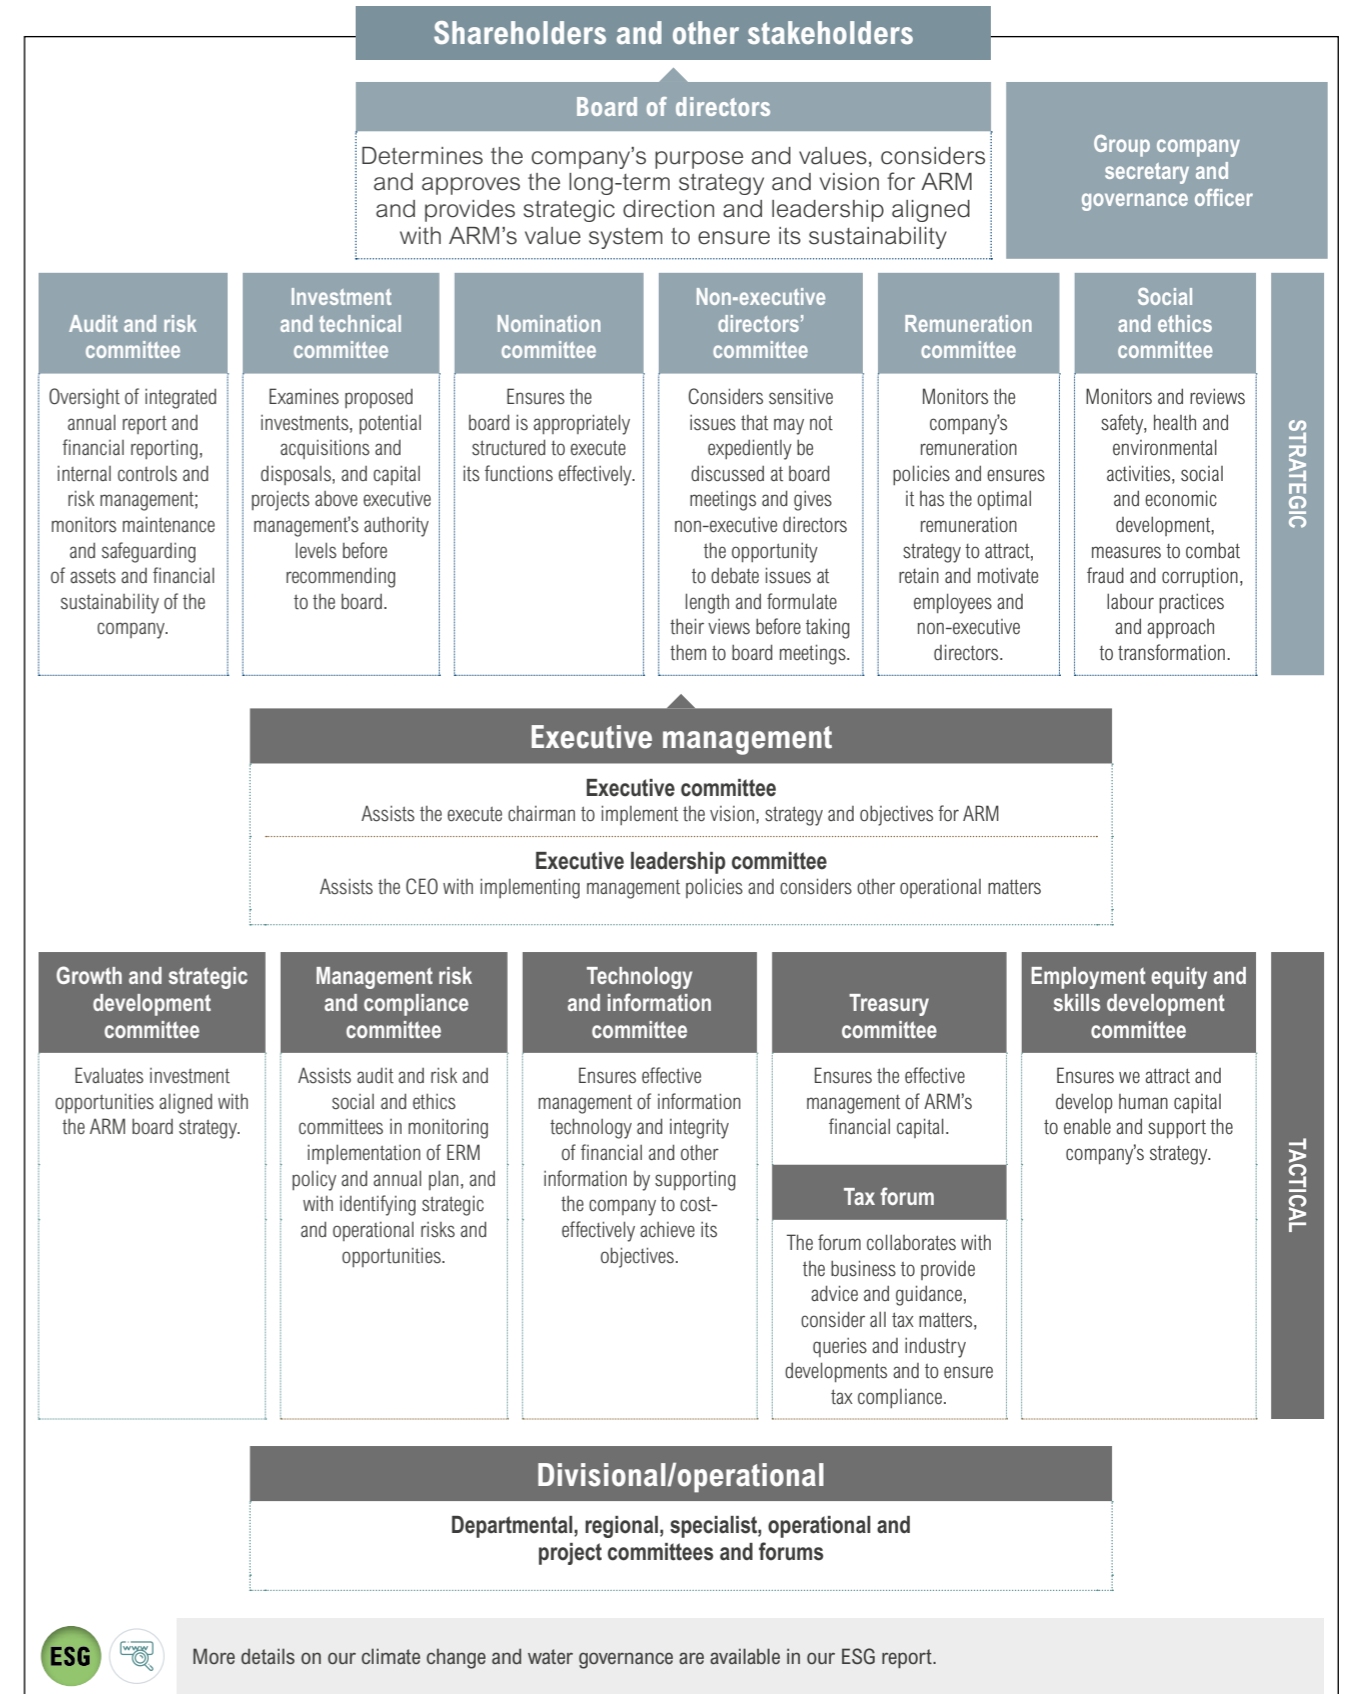 Shareholders and other stakeholders
Board of directors
Determines the company's purpose and values, considers
and approves the long-term strategy and vision for ARM
and provides strategic direction and leadership aligned
with ARM's value system to ensure its sustainability
Group company
secretary and
governance officer
Audit and risk
committee
Oversight of integrated
annual report and
financial reporting,
internal controls and
risk management;
monitors maintenance
and safeguarding
of assets and financial
sustainability of the
company.
Investment
and technical
committee
Examines proposed
investments, potential
acquisitions and
disposals, and capital
projects above executive
management's authority
levels before
recommending
to the board.
Nomination
committee
Ensures the
board is appropriately
structured to execute
its functions effectively.
Non-executive
directors'
committee
Considers sensitive
issues that may not
expediently be
discussed at board
meetings and gives
non-executive directors
the opportunity
to debate issues at
length and formulate
their views before taking
them to board meetings.
Remuneration
committee
Monitors the
company's
remuneration
policies and ensures
it has the optimal
remuneration
strategy to attract,
retain and motivate
employees and
non-executive
directors.
Social
and ethics
committee
Monitors and reviews
safety, health and
environmental
activities, social
and economic
development,
measures to combat
fraud and corruption,
labour practices
and approach
to transformation.
STRATEGIC
Executive management
Executive committee
Assists the execute chairman to implement the vision, strategy and objectives for ARM
Executive leadership committee
Assists the CEO with implementing management policies and considers other operational matters
Growth and strategic
development
committee
Evaluates investment
opportunities aligned with
the ARM board strategy.
Management risk
and compliance
committee
Assists audit and risk and
social and ethics
committees in monitoring
implementation of ERM
policy and annual plan, and
with identifying strategic
and operational risks and
opportunities.
Technology
and information
committee
Ensures effective
management of information
technology and integrity
of financial and other
information by supporting
the company to cost-
effectively achieve its
objectives.
Treasury
committee
Ensures the effective
management of ARM's
financial capital.
Tax forum
The forum collaborates with
the business to provide
advice and guidance,
consider all tax matters,
queries and industry
developments and to ensure
tax compliance.
Employment equity and
skills development
committee
Ensures we attract and
develop human capital
to enable and support the
company's strategy.
TACTICAL
Divisional/operational
Departmental, regional, specialist, operational and
project committees and forums
ESG
www
More details on our climate change and water governance are available in our ESG report.